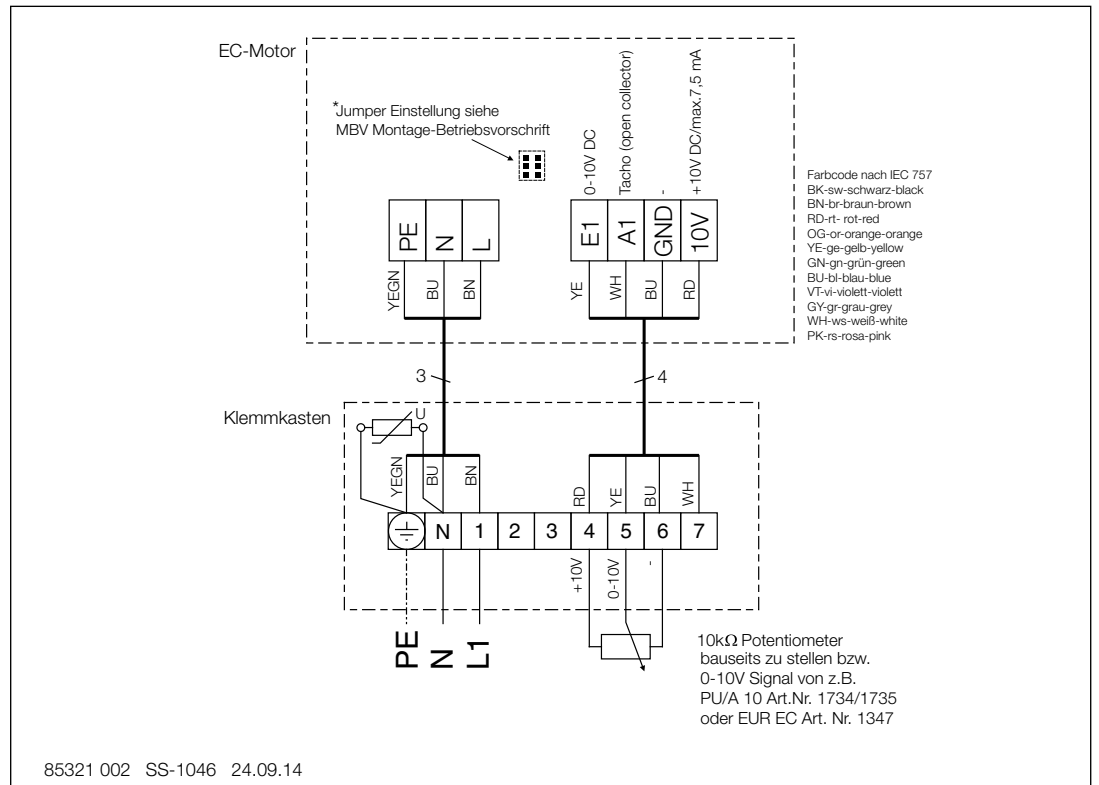 EC-Motor
*Jumper Einstellung siehe
MBV Montage-Betriebsvorschrift
0-10V DC
Tacho (open collector)
-
+10V DC/max.7,5 mA
PE
N
L
E1
A1
GND
10V
YEGN
BU
BN
YE
WH
BU
RD
Farbcode nach IEC 757
BK-sw-schwarz-black
BN-br-braun-brown
RD-rt- rot-red
OG-or-orange-orange
YE-ge-gelb-yellow
GN-gn-grün-green
BU-bl-blau-blue
VT-vi-violett-violett
GY-gr-grau-grey
WH-ws-weiß-white
PK-rs-rosa-pink
3
4
Klemmkasten
U
YEGN
BU
BN
RD
YE
BU
WH
N
1
2
3
4
5
6
7
+10V
0-10V
-
PE
N
L1
10kΩ Potentiometer
bauseits zu stellen bzw.
0-10V Signal von z.B.
PU/A 10 Art.Nr. 1734/1735
oder EUR EC Art. Nr. 1347
85321 002 SS-1046 24.09.14